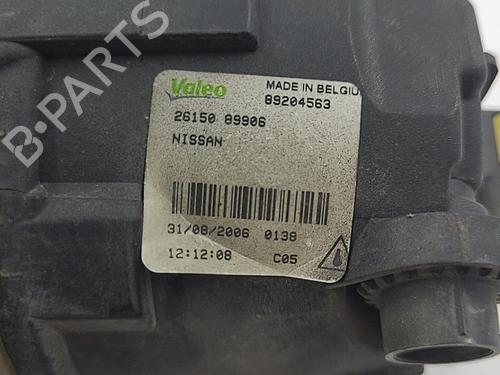 Valeo
MADE IN BELGIU
89204563
26150 89906
NISSAN
31/08/2006 0138
12:12:08 C05
B-PARTS